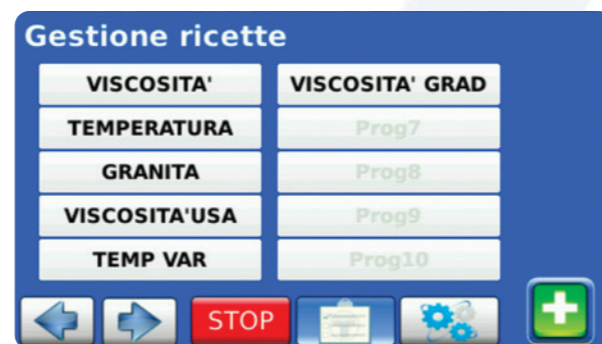 Gestione ricette
VISCOSITA' VISCOSITA' GRAD
TEMPERATURA Prog7
GRANITA Prog8
VISCOSITA'USA Prog9
TEMP VAR Prog10
STOP